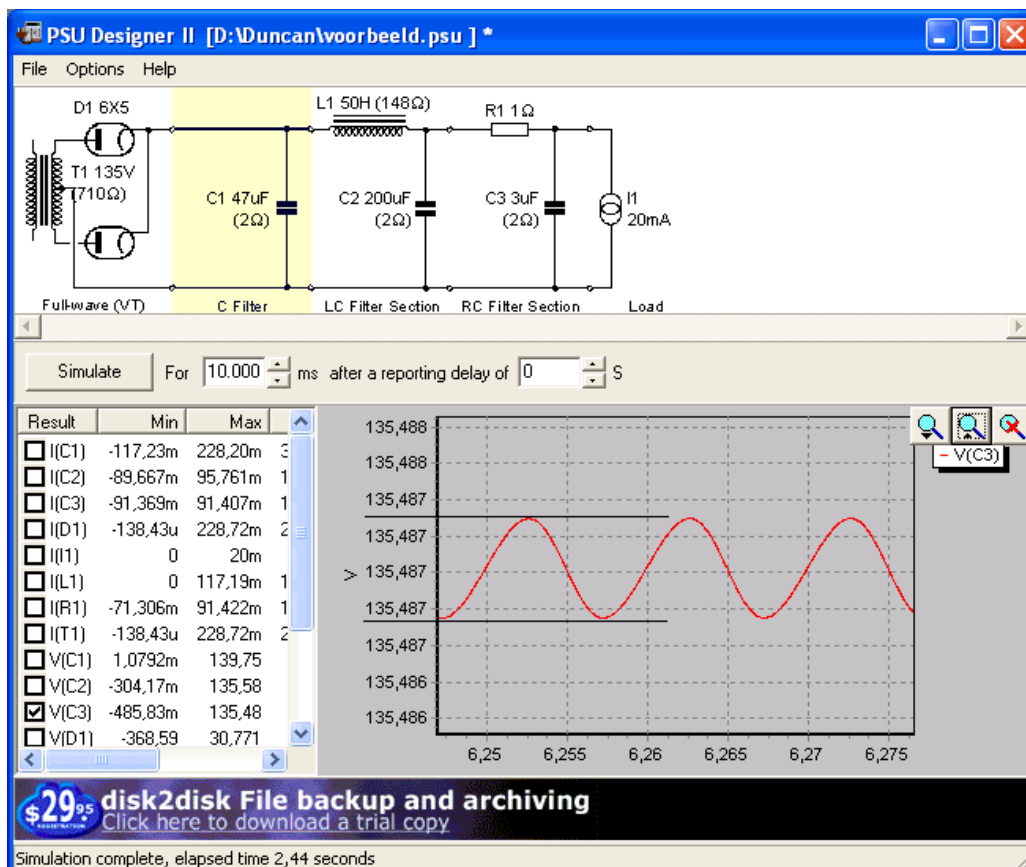 PSU Designer II [D:\Duncan\voorbeeld.psu ] *
File Options Help
D1 6X5
T1 135V
(710Ω)
C1 47uF
(2Ω)
L1 50H (148Ω)
C2 200uF
(2Ω)
R1 1Ω
C3 3uF
(2Ω)
I1
20mA
Full-wave (VT) C Filter LC Filter Section RC Filter Section Load
Simulate For 10.000 ms after a reporting delay of 0 S
Result Min Max
I(C1) -117,23m 228,20m 3
I(C2) -89,667m 95,761m 1
I(C3) -91,369m 91,407m 1
I(D1) -138,43u 228,72m 2
I(I1) 0 20m
I(L1) 0 117,19m 1
I(R1) -71,306m 91,422m 1
I(T1) -138,43u 228,72m 2
V(C1) 1,0792m 139,75
V(C2) -304,17m 135,58
V(C3) -485,83m 135,48
V(D1) -368,59 30,771
V(C3)
V
135,488
135,488
135,487
135,487
135,487
135,487
135,487
135,486
135,486
6,25 6,255 6,26 6,265 6,27 6,275
$29.95
REGISTRATION
disk2disk File backup and archiving
Click here to download a trial copy
Simulation complete, elapsed time 2,44 seconds